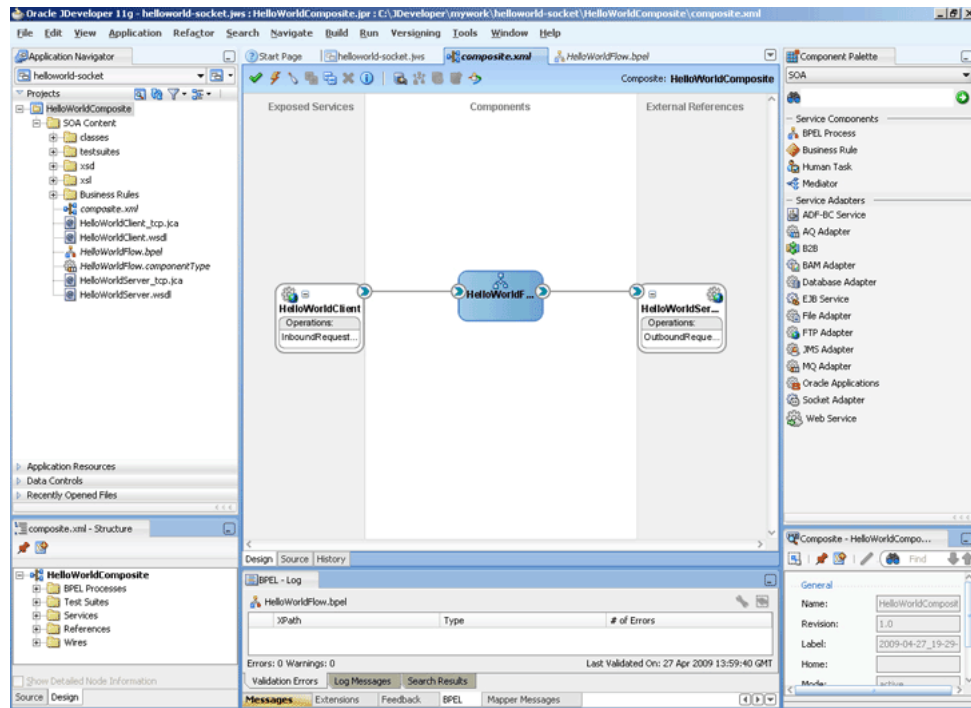 Oracle JDeveloper 11g - helloworld-socket.jws : HelloWorldComposite.jpr : C:\JDeveloper\mywork\helloworld-socket\HelloWorldComposite\composite.xml
File Edit View Application Refactor Search Navigate Build Run Versioning Tools Window Help
Application Navigator
helloworld-socket
Projects
HelloWorldComposite
SOA Content
classes
testsuites
xsd
xsl
Business Rules
composite.xml
HelloWorldClient_tcp.jca
HelloWorldClient.wsdl
HelloWorldFlow.bpel
HelloWorldFlow.componentType
HelloWorldServer_tcp.jca
HelloWorldServer.wsdl
Application Resources
Data Controls
Recently Opened Files
composite.xml - Structure
HelloWorldComposite
BPEL Processes
Test Suites
Services
References
Wires
Show Detailed Node Information
Source Design
Start Page helloworld-socket.jws composite.xml HelloWorldFlow.bpel
Composite: HelloWorldComposite
Exposed Services Components External References
HelloWorldClient
Operations:
InboundRequest...
HelloWorldF...
HelloWorldSer...
Operations:
OutboundReque...
Design Source History
BPEL - Log
HelloWorldFlow.bpel
XPath Type # of Errors
Errors: 0 Warnings: 0 Last Validated On: 27 Apr 2009 13:59:40 GMT
Validation Errors Log Messages Search Results
Messages Extensions Feedback BPEL Mapper Messages
Component Palette
SOA
Service Components
BPEL Process
Business Rule
Human Task
Mediator
Service Adapters
ADF-BC Service
AQ Adapter
B2B
BAM Adapter
Database Adapter
EJB Service
File Adapter
FTP Adapter
JMS Adapter
MQ Adapter
Oracle Applications
Socket Adapter
Web Service
Composite - HelloWorldCompo...
Find
General
Name: HelloWorldComposit
Revision: 1.0
Label: 2009-04-27_19-29-
Home:
Mode: active